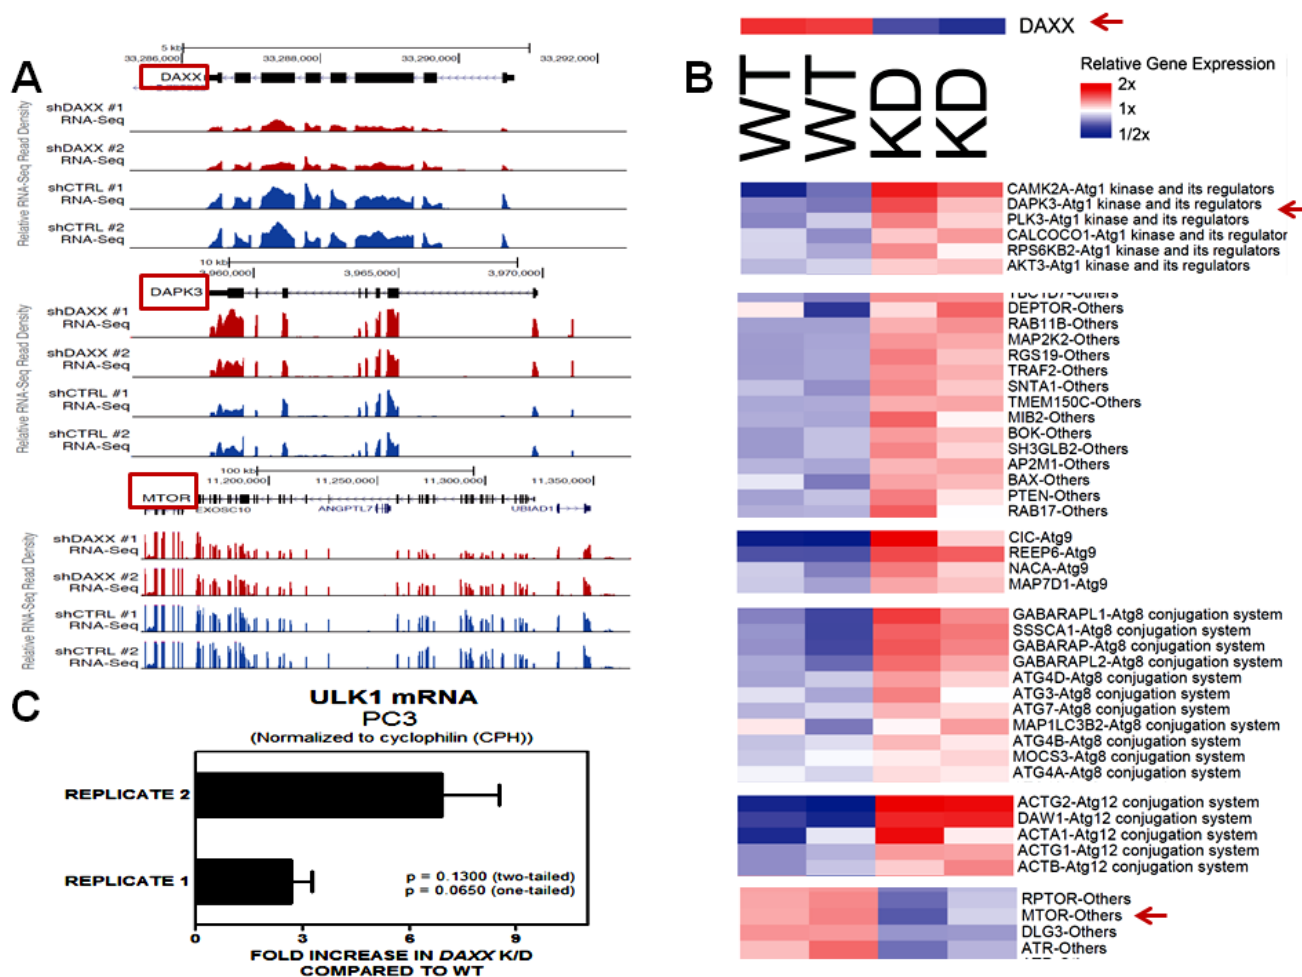 A
5 kb
33,286,000
33,288,000
33,290,000
33,292,000
DAXX
Relative RNA-Seq Read Density
shDAXX #1
RNA-Seq
shDAXX #2
RNA-Seq
shCTRL #1
RNA-Seq
shCTRL #2
RNA-Seq
10 kb
3,960,000
3,965,000
3,970,000
DAPK3
Relative RNA-Seq Read Density
shDAXX #1
RNA-Seq
shDAXX #2
RNA-Seq
shCTRL #1
RNA-Seq
shCTRL #2
RNA-Seq
100 kb
11,200,000
11,250,000
11,300,000
11,350,000
MTOR
EXOSC10
ANGPTL7
UBIAD1
Relative RNA-Seq Read Density
shDAXX #1
RNA-Seq
shDAXX #2
RNA-Seq
shCTRL #1
RNA-Seq
shCTRL #2
RNA-Seq
B
DAXX
WT
WT
KD
KD
Relative Gene Expression
2x
1x
1/2x
CAMK2A-Atg1 kinase and its regulators
DAPK3-Atg1 kinase and its regulators
PLK3-Atg1 kinase and its regulators
CALCOCO1-Atg1 kinase and its regulator
RPS6KB2-Atg1 kinase and its regulators
AKT3-Atg1 kinase and its regulators
TBC1D7-Others
DEPTOR-Others
RAB11B-Others
MAP2K2-Others
RGS19-Others
TRAF2-Others
SNTA1-Others
TMEM150C-Others
MIB2-Others
BOK-Others
SH3GLB2-Others
AP2M1-Others
BAX-Others
PTEN-Others
RAB17-Others
CIC-Atg9
REEP6-Atg9
NACA-Atg9
MAP7D1-Atg9
GABARAPL1-Atg8 conjugation system
SSSCA1-Atg8 conjugation system
GABARAP-Atg8 conjugation system
GABARAPL2-Atg8 conjugation system
ATG4D-Atg8 conjugation system
ATG3-Atg8 conjugation system
ATG7-Atg8 conjugation system
MAP1LC3B2-Atg8 conjugation system
ATG4B-Atg8 conjugation system
MOCS3-Atg8 conjugation system
ATG4A-Atg8 conjugation system
ACTG2-Atg12 conjugation system
DAW1-Atg12 conjugation system
ACTA1-Atg12 conjugation system
ACTG1-Atg12 conjugation system
ACTB-Atg12 conjugation system
RPTOR-Others
MTOR-Others
DLG3-Others
ATR-Others
C
ULK1 mRNA
PC3
(Normalized to cyclophilin (CPH))
REPLICATE 2
REPLICATE 1
p = 0.1300 (two-tailed)
p = 0.0650 (one-tailed)
0
3
6
9
FOLD INCREASE IN DAXX K/D
COMPARED TO WT